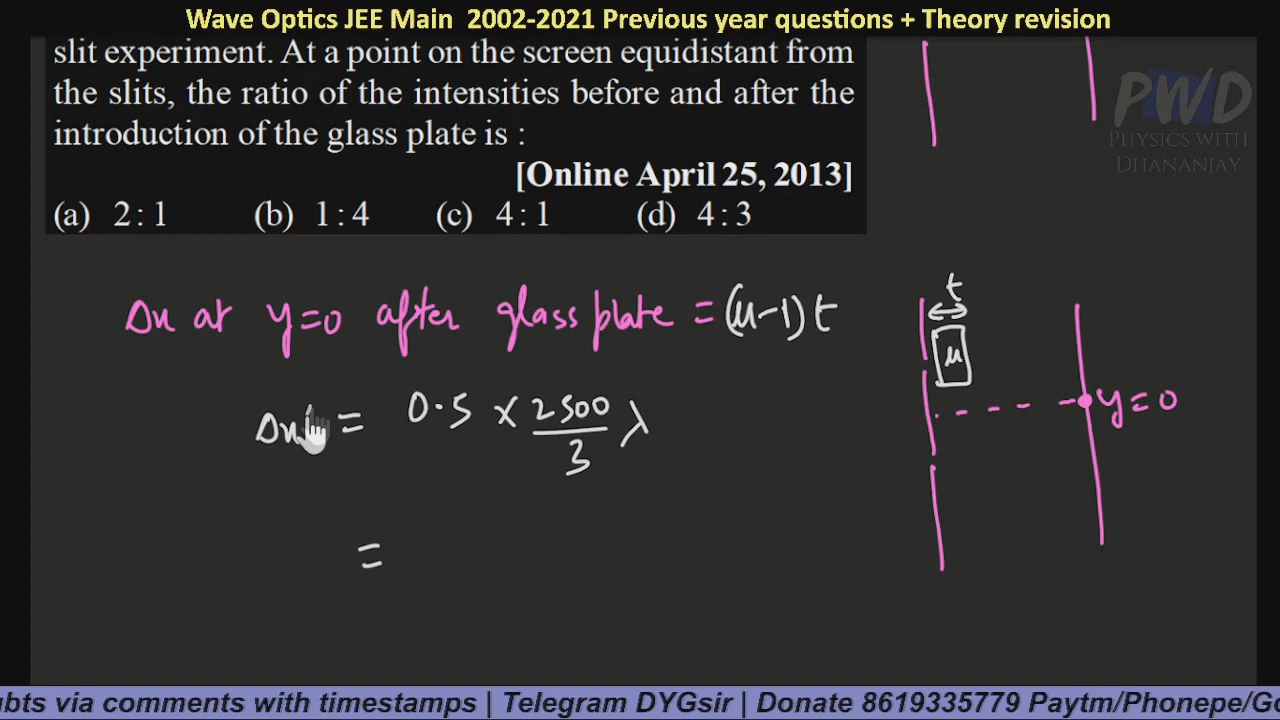 Wave Optics JEE Main 2002-2021 Previous year questions + Theory revision
slit experiment. At a point on the screen equidistant from
the slits, the ratio of the intensities before and after the
introduction of the glass plate is :
[Online April 25, 2013]
(a) 2 : 1 (b) 1 : 4 (c) 4 : 1 (d) 4 : 3
PWD
PHYSICS WITH
DHANANJAY
Δx at y=0 after glass plate = (μ-1)t
t
μ
y=0
Δx = 0.5 × 2500/3 λ
=
ubts via comments with timestamps | Telegram DYGsir | Donate 8619335779 Paytm/Phonepe/Go